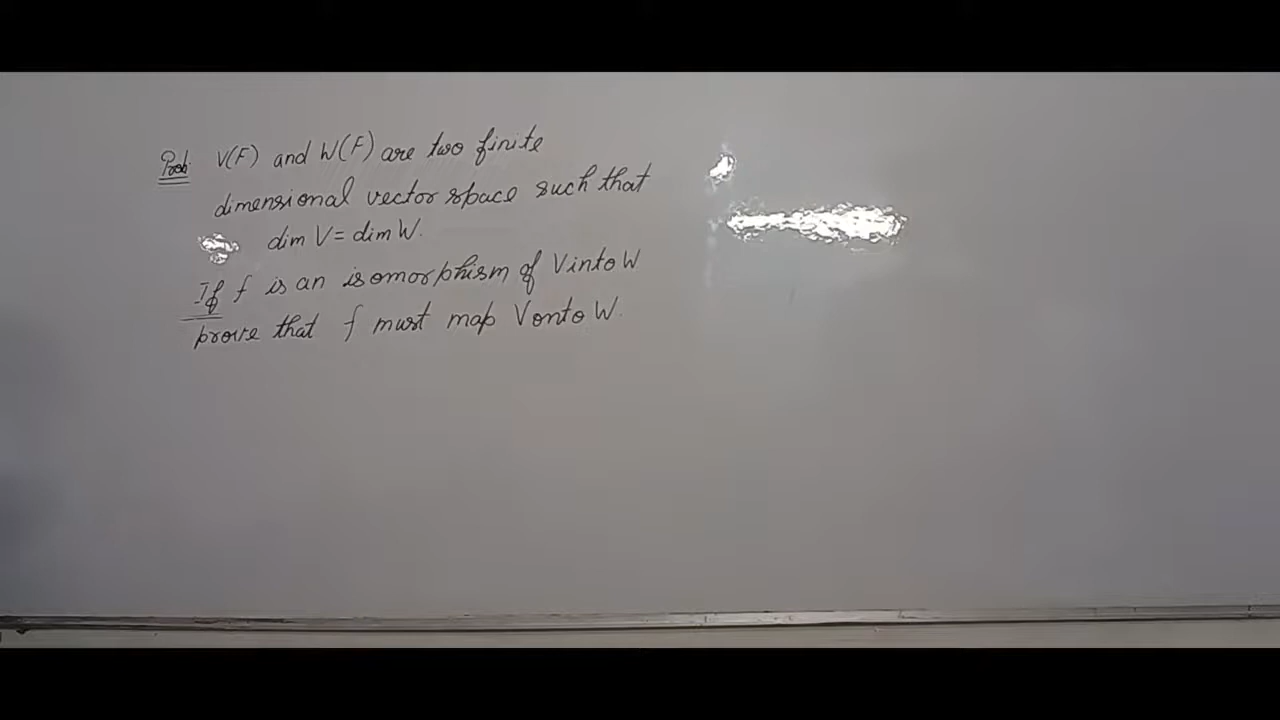 Prob: V(F) and W(F) are two finite
dimensional vector space such that
dim V = dim W.
If f is an isomorphism of V into W
prove that f must map V onto W.